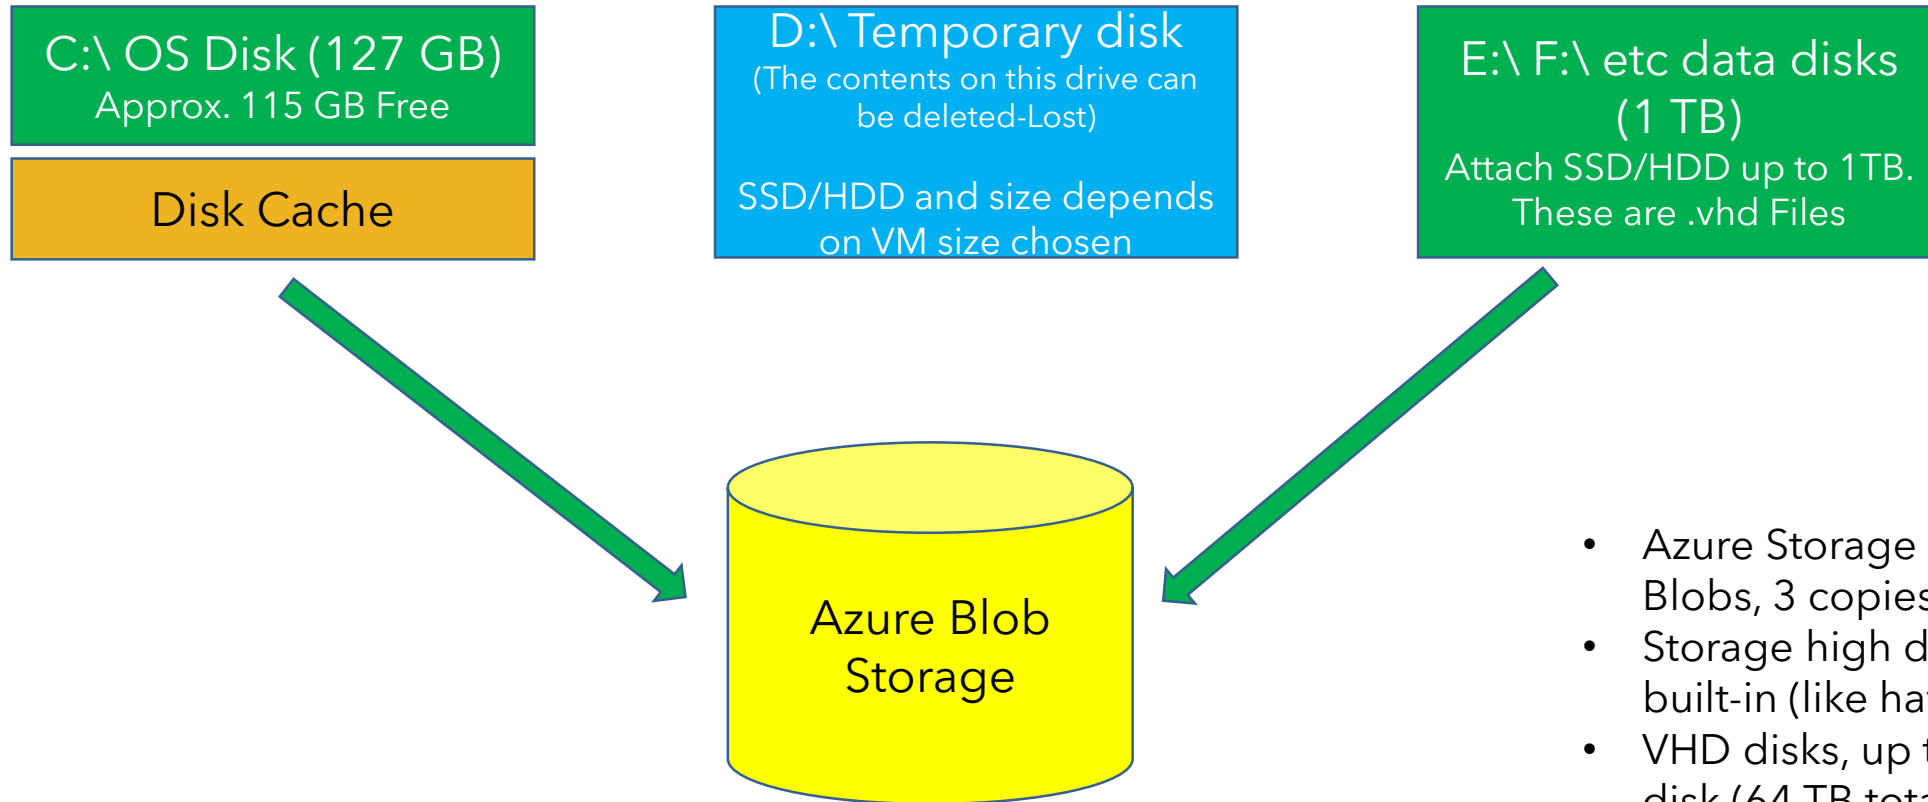 C:\ OS Disk (127 GB)
Approx. 115 GB Free
Disk Cache
D:\ Temporary disk
(The contents on this drive can
be deleted-Lost)
SSD/HDD and size depends
on VM size chosen
E:\ F:\ etc data disks
(1 TB)
Attach SSD/HDD up to 1TB.
These are .vhd Files
Azure Blob
Storage
• Azure Storage
Blobs, 3 copies
• Storage high
built-in (like
• VHD disks, up
disk (64 TB